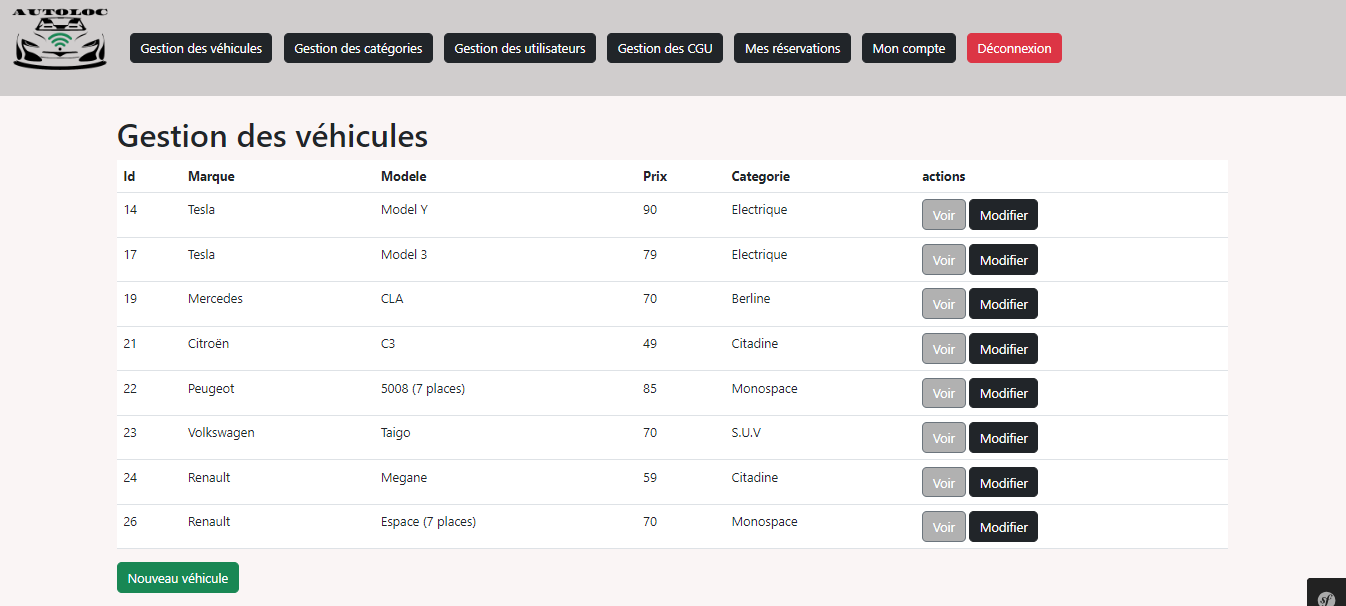 AUTOLOC
Gestion des véhicules Gestion des catégories Gestion des utilisateurs Gestion des CGU Mes réservations Mon compte Déconnexion
Gestion des véhicules
Id Marque Modele Prix Categorie actions
14 Tesla Model Y 90 Electrique Voir Modifier
17 Tesla Model 3 79 Electrique Voir Modifier
19 Mercedes CLA 70 Berline Voir Modifier
21 Citroën C3 49 Citadine Voir Modifier
22 Peugeot 5008 (7 places) 85 Monospace Voir Modifier
23 Volkswagen Taigo 70 S.U.V Voir Modifier
24 Renault Megane 59 Citadine Voir Modifier
26 Renault Espace (7 places) 70 Monospace Voir Modifier
Nouveau véhicule
sf